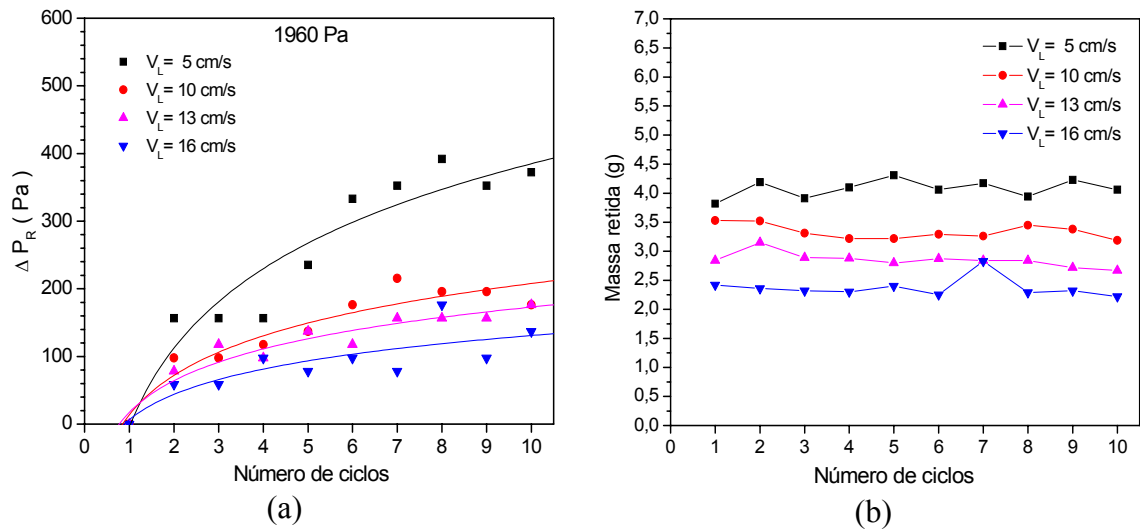 1960 Pa
V_L= 5 cm/s
V_L= 10 cm/s
V_L= 13 cm/s
V_L= 16 cm/s
600
500
400
300
200
100
0
Δ P_R ( Pa )
0 1 2 3 4 5 6 7 8 9 10
Número de ciclos
(a)
V_L= 5 cm/s
V_L= 10 cm/s
V_L= 13 cm/s
V_L= 16 cm/s
7,0
6,5
6,0
5,5
5,0
4,5
4,0
3,5
3,0
2,5
2,0
1,5
1,0
0,5
0,0
Massa retida (g)
0 1 2 3 4 5 6 7 8 9 10
Número de ciclos
(b)